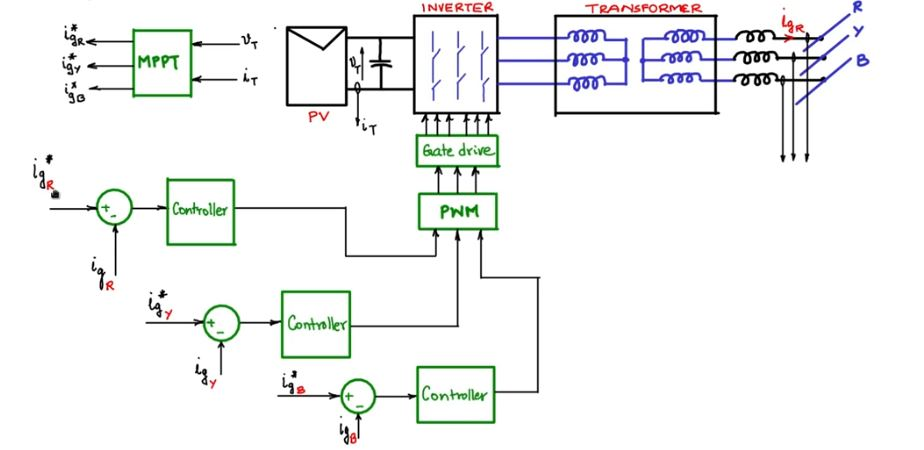 INVERTER
TRANSFORMER
i*gR
i*gY
i*gB
MPPT
vT
iT
PV
vT
iT
igR
R
Y
B
Gate drive
PWM
i*gR
+
-
Controller
igR
i*gY
+
-
Controller
igY
i*gB
+
-
Controller
igB